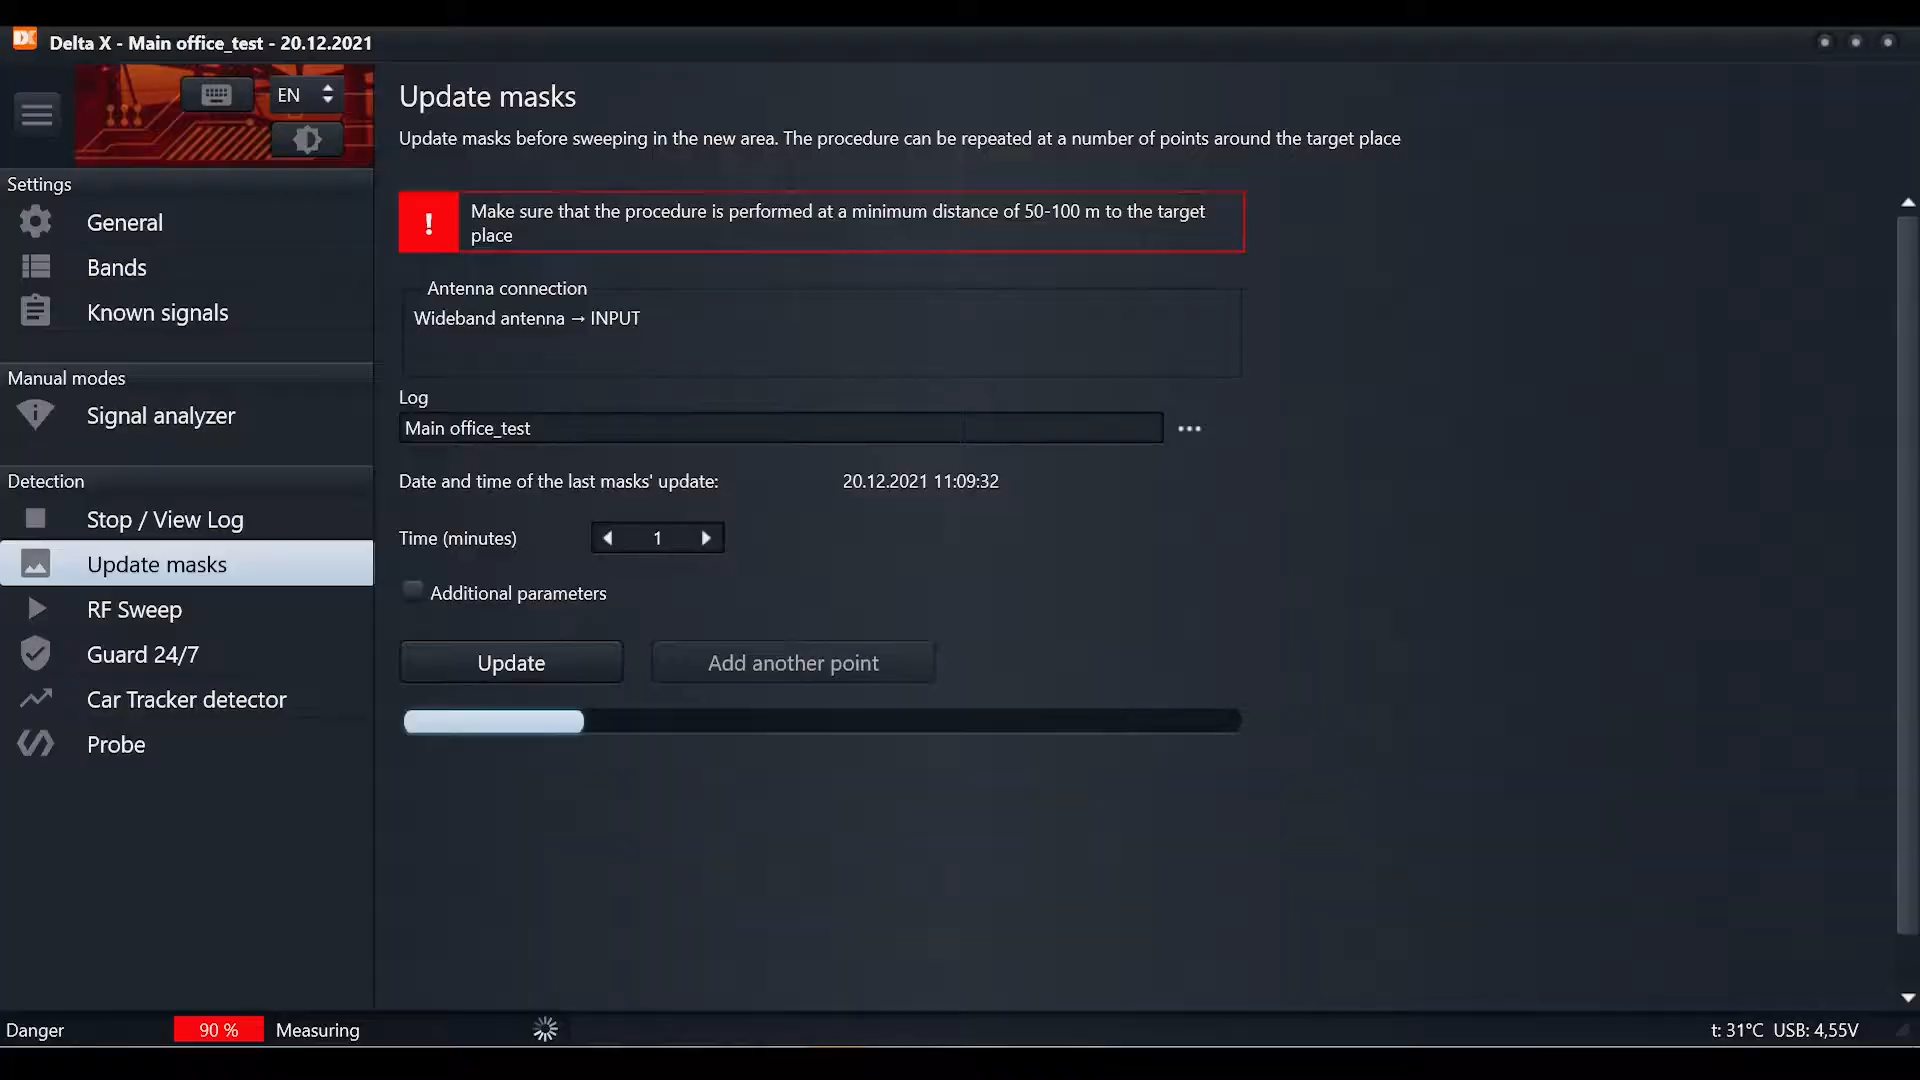 DX
Delta X - Main office_test - 20.12.2021
EN
Settings
General
Bands
Known signals
Manual modes
Signal analyzer
Detection
Stop / View Log
Update masks
RF Sweep
Guard 24/7
Car Tracker detector
Probe
Update masks
Update masks before sweeping in the new area. The procedure can be repeated at a number of points around the target place
!
Make sure that the procedure is performed at a minimum distance of 50-100 m to the target
place
Antenna connection
Wideband antenna → INPUT
Log
Main office_test
Date and time of the last masks' update: 20.12.2021 11:09:32
Time (minutes) 1
Additional parameters
Update Add another point
Danger 90 % Measuring t: 31°C USB: 4,55V